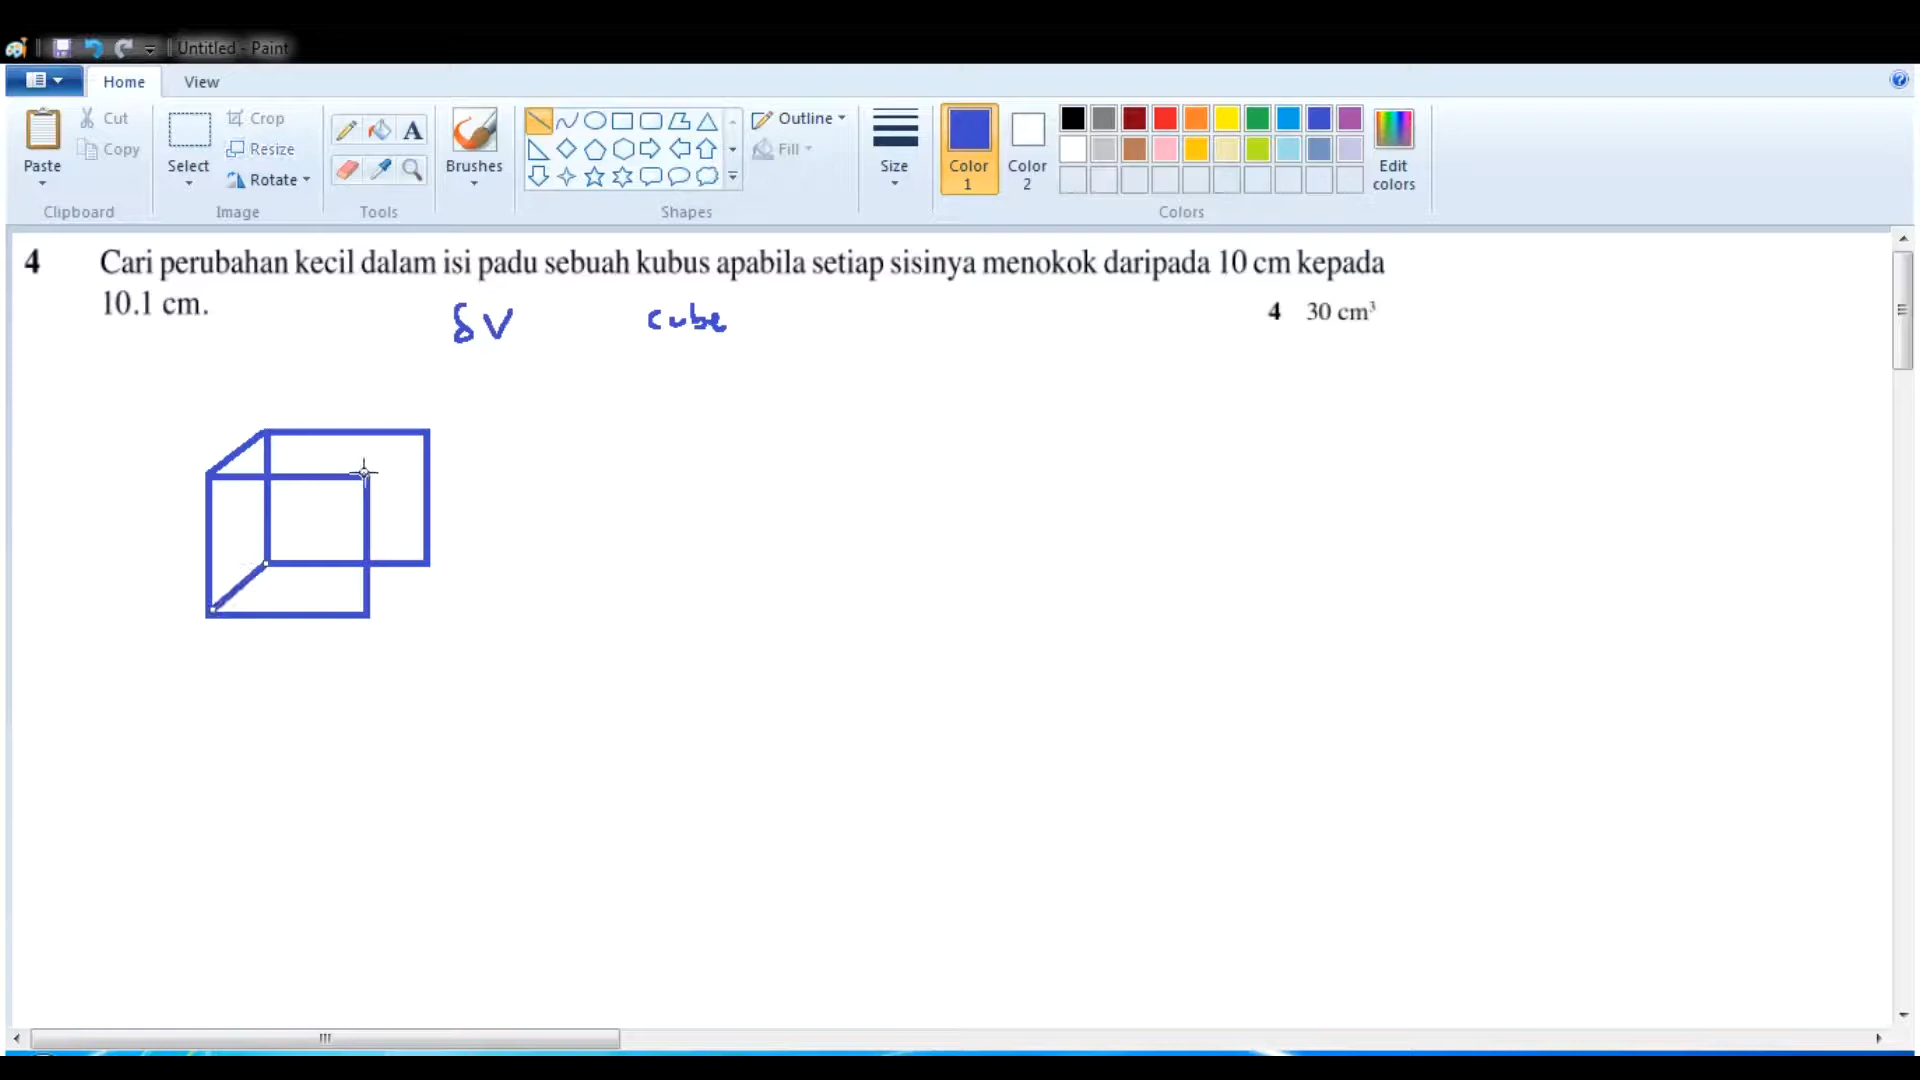 Untitled - Paint
Home View
Paste
Cut
Copy
Clipboard
Select
Crop
Resize
Rotate
Image
Tools
A
Brushes
Shapes
Outline
Fill
Size
Color 1
Color 2
Edit colors
Colors
4 Cari perubahan kecil dalam isi padu sebuah kubus apabila setiap sisinya menokok daripada 10 cm kepada
10.1 cm.
δV cube
4 30 cm³